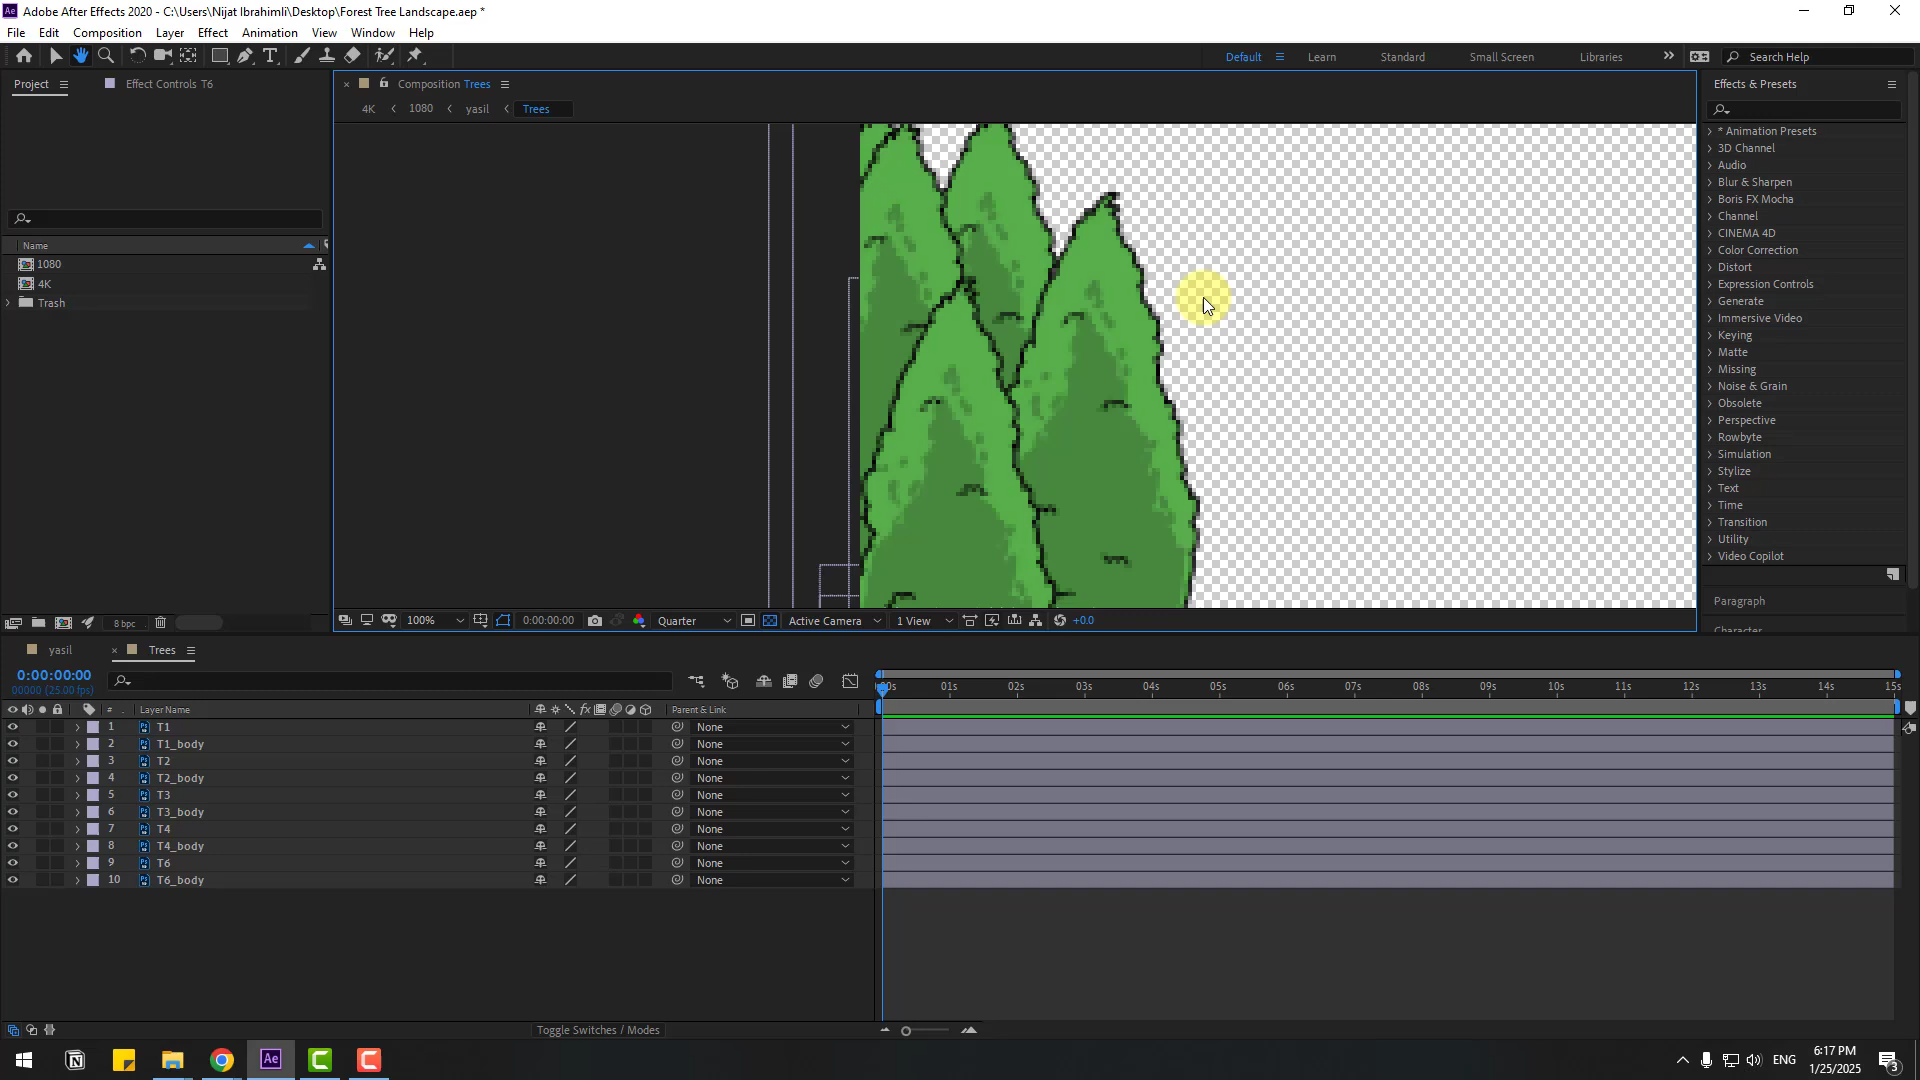 Adobe After Effects 2020 - C:\Users\Nijat Ibrahimli\Desktop\Forest Tree Landscape.aep *
File Edit Composition Layer Effect Animation View Window Help
Default Learn Standard Small Screen Libraries Search Help
Project Effect Controls T6
Composition Trees
4K 1080 yasil Trees
Name
1080
4K
Trash
Effects & Presets
* Animation Presets
3D Channel
Audio
Blur & Sharpen
Boris FX Mocha
Channel
CINEMA 4D
Color Correction
Distort
Expression Controls
Generate
Immersive Video
Keying
Matte
Missing
Noise & Grain
Obsolete
Perspective
Rowbyte
Simulation
Stylize
Text
Time
Transition
Utility
Video Copilot
Paragraph
Character
8 bpc
100% 0:00:00:00 Quarter Active Camera 1 View +0.0
yasil Trees
0:00:00:00
00000 (25.00 fps)
# Layer Name Parent & Link
00s 01s 02s 03s 04s 05s 06s 07s 08s 09s 10s 11s 12s 13s 14s 15s
1 T1 None
2 T1_body None
3 T2 None
4 T2_body None
5 T3 None
6 T3_body None
7 T4 None
8 T4_body None
9 T6 None
10 T6_body None
Toggle Switches / Modes
ENG
6:17 PM
1/25/2025
3